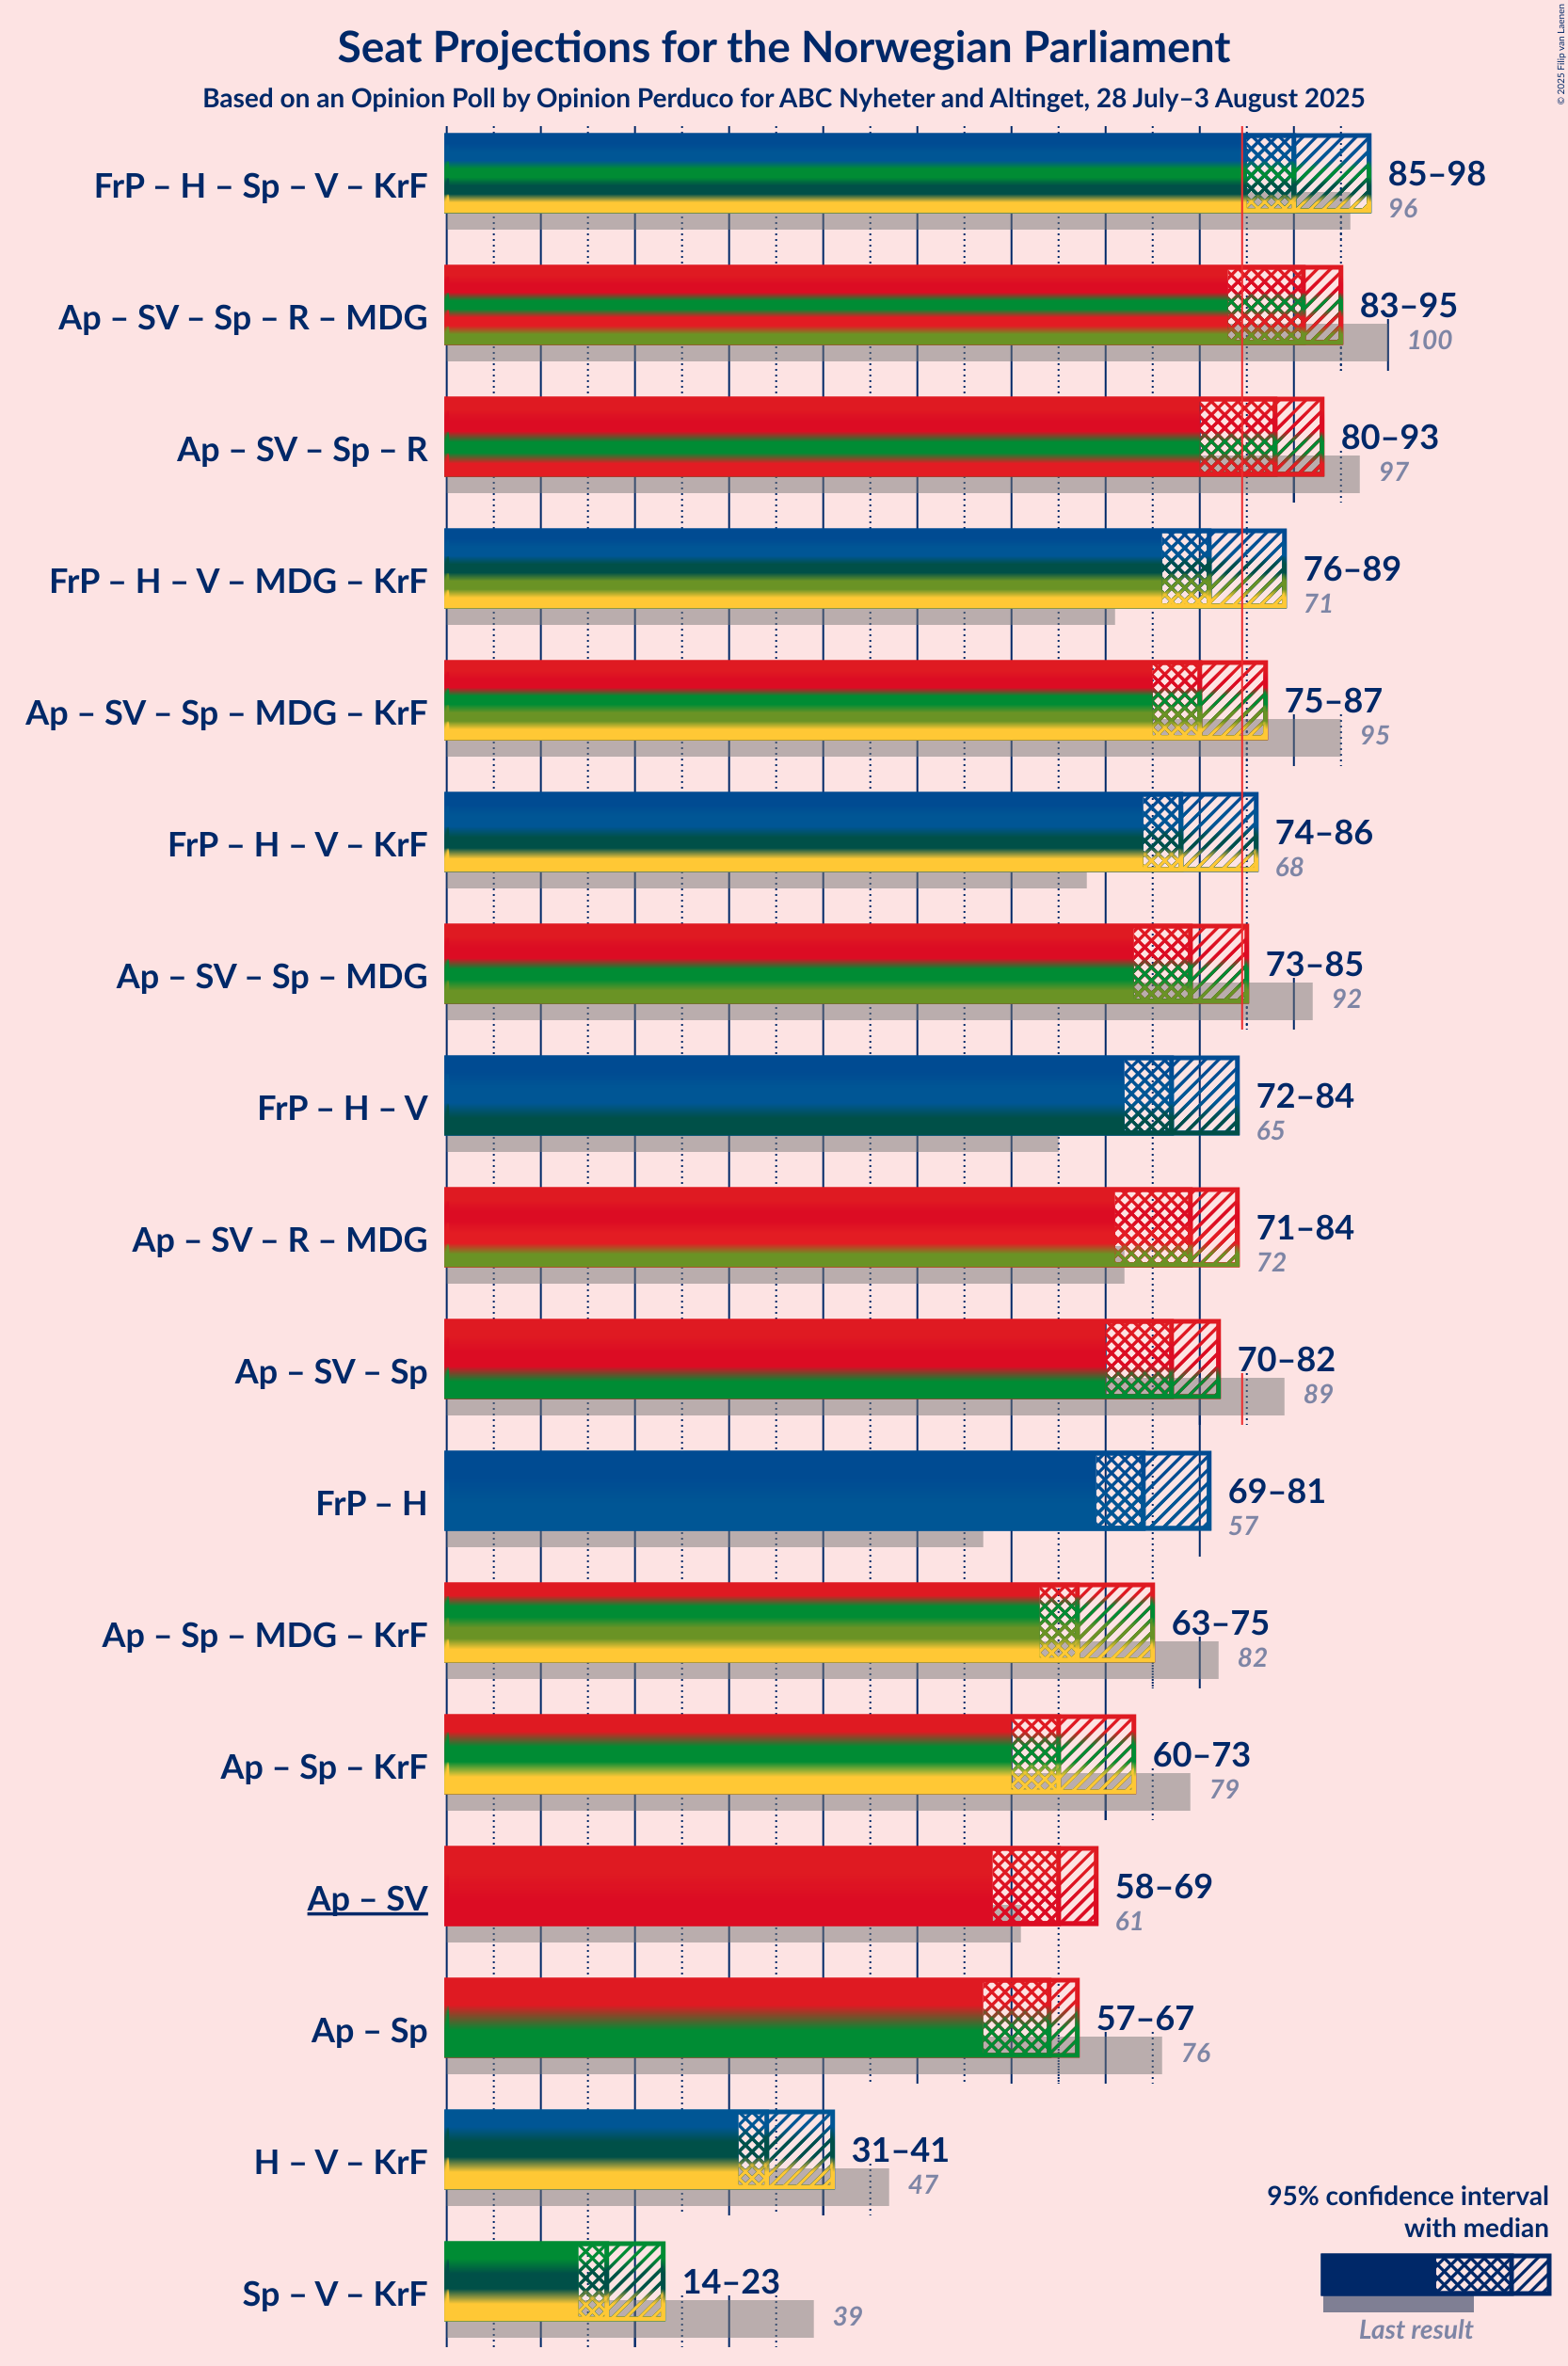 Seat Projections for the Norwegian Parliament
Based on an Opinion Poll by Opinion Perduco for ABC Nyheter and Altinget, 28 July–3 August 2025
© 2025 Filip van Laenen
FrP – H – Sp – V – KrF
85–98
96
Ap – SV – Sp – R – MDG
83–95
100
Ap – SV – Sp – R
80–93
97
FrP – H – V – MDG – KrF
76–89
71
Ap – SV – Sp – MDG – KrF
75–87
95
FrP – H – V – KrF
74–86
68
Ap – SV – Sp – MDG
73–85
92
FrP – H – V
72–84
65
Ap – SV – R – MDG
71–84
72
Ap – SV – Sp
70–82
89
FrP – H
69–81
57
Ap – Sp – MDG – KrF
63–75
82
Ap – Sp – KrF
60–73
79
Ap – SV
58–69
61
Ap – Sp
57–67
76
H – V – KrF
31–41
47
Sp – V – KrF
14–23
39
95% confidence interval
with median
Last result